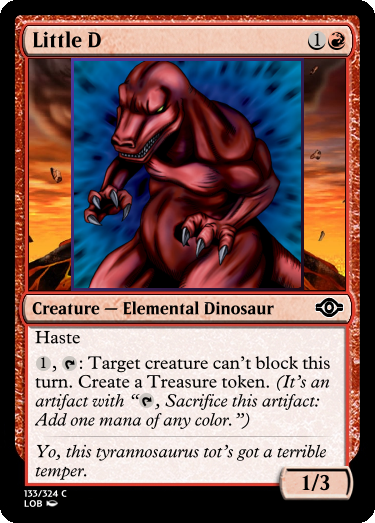 Little D 1
Creature — Elemental Dinosaur
Haste
1, : Target creature can't block this
turn. Create a Treasure token. (It's an
artifact with “, Sacrifice this artifact:
Add one mana of any color.”)
Yo, this tyrannosaurus tot's got a terrible
temper.
1/3
133/324 C
LOB